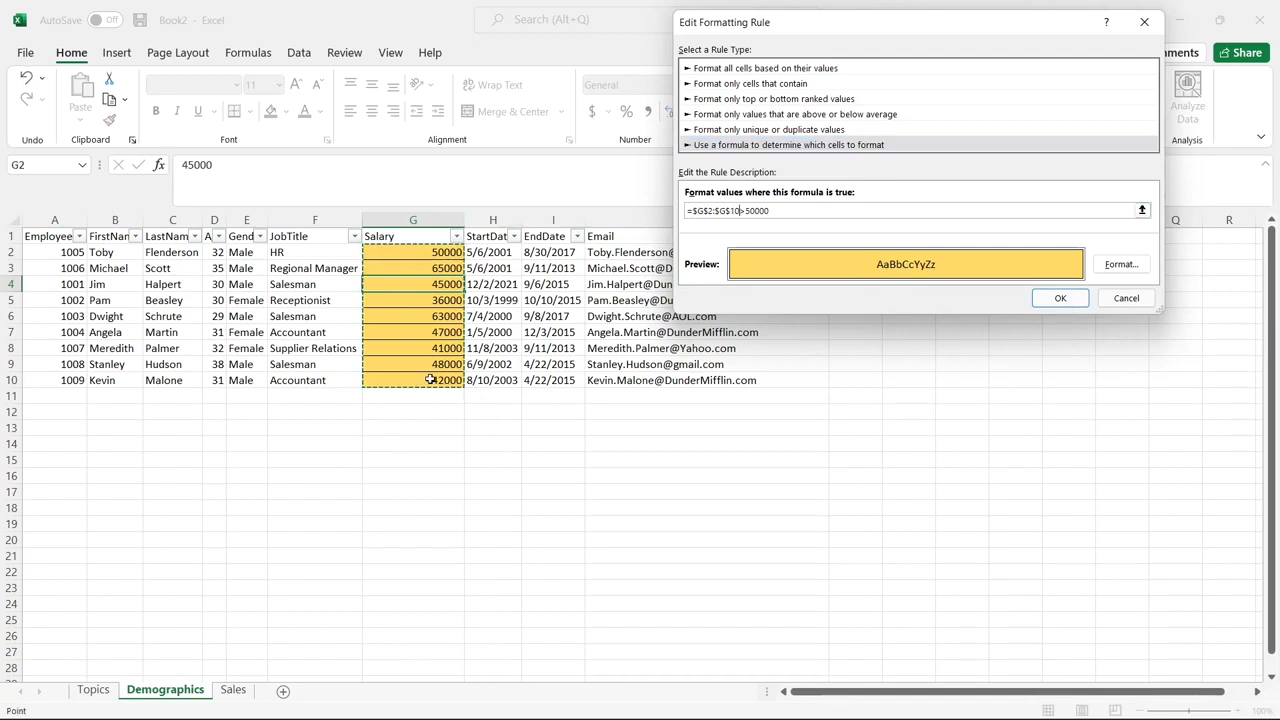 AutoSave Off Book2 - Excel Search (Alt+Q)
File Home Insert Page Layout Formulas Data Review View Help
ments Share
Paste
11
Wrap Text
Merge & Center
General
Analyze
Data
Undo Clipboard Font Alignment Number Analysis
G2 45000
Edit Formatting Rule ?
Select a Rule Type:
► Format all cells based on their values
► Format only cells that contain
► Format only top or bottom ranked values
► Format only values that are above or below average
► Format only unique or duplicate values
► Use a formula to determine which cells to format
Edit the Rule Description:
Format values where this formula is true:
=$G$2:$G$10>50000
Preview: AaBbCcYyZz Format...
OK Cancel
A B C D E F G H I Q R
1 Employee FirstNan LastNam A Gend JobTitle Salary StartDat EndDate Email
2 1005 Toby Flenderson 32 Male HR 50000 5/6/2001 8/30/2017 Toby.Flenderson@
3 1006 Michael Scott 35 Male Regional Manager 65000 5/6/2001 9/11/2013 Michael.Scott@D
4 1001 Jim Halpert 30 Male Salesman 45000 12/2/2021 9/6/2015 Jim.Halpert@Du
5 1002 Pam Beasley 30 Female Receptionist 36000 10/3/1999 10/10/2015 Pam.Beasley@Du
6 1003 Dwight Schrute 29 Male Salesman 63000 7/4/2000 9/8/2017 Dwight.Schrute@AOL.com
7 1004 Angela Martin 31 Female Accountant 47000 1/5/2000 12/3/2015 Angela.Martin@DunderMifflin.com
8 1007 Meredith Palmer 32 Female Supplier Relations 41000 11/8/2003 9/11/2013 Meredith.Palmer@Yahoo.com
9 1008 Stanley Hudson 38 Male Salesman 48000 6/9/2002 4/22/2015 Stanley.Hudson@gmail.com
10 1009 Kevin Malone 31 Male Accountant 42000 8/10/2003 4/22/2015 Kevin.Malone@DunderMifflin.com
11
12
13
14
15
16
17
18
19
20
21
22
23
24
25
26
27
28
Topics Demographics Sales
Point 100%